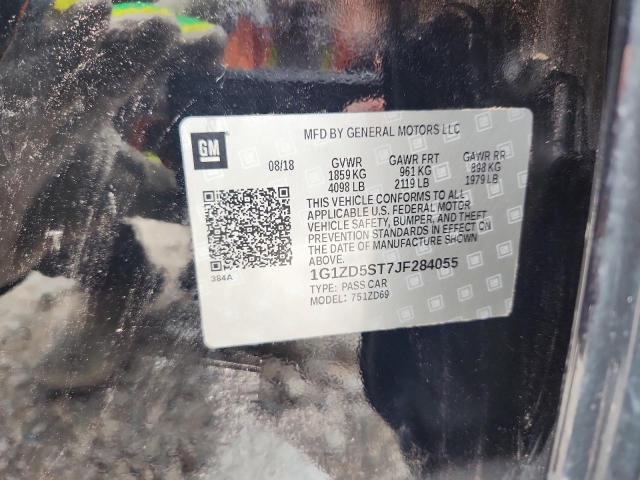 MFD BY GENERAL MOTORS LLC
GM
08/18 GVWR GAWR FRT GAWR RR
1859 KG 961 KG 898 KG
4098 LB 2119 LB 1979 LB
THIS VEHICLE CONFORMS TO ALL
APPLICABLE U.S. FEDERAL MOTOR
VEHICLE SAFETY, BUMPER, AND THEFT
PREVENTION STANDARDS IN EFFECT ON
THE DATE OF MANUFACTURE SHOWN
ABOVE.
384A
1G1ZD5ST7JF284055
TYPE: PASS CAR
MODEL: 751ZD69